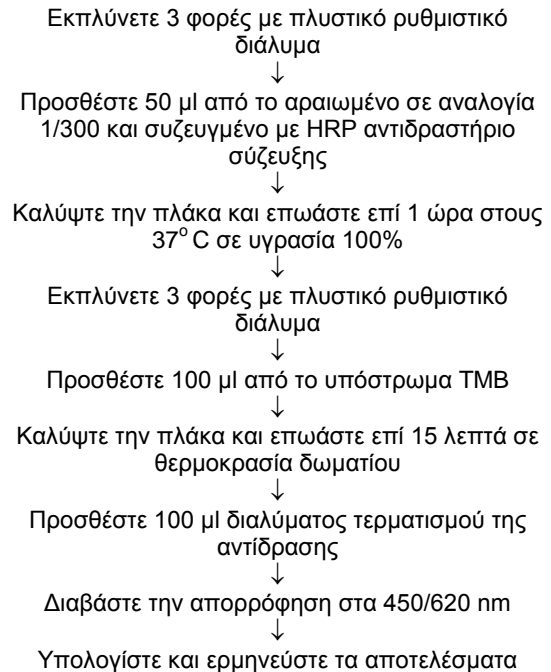 Εκπλύνετε 3 φορές με πλυστικό ρυθμιστικό
διάλυμα
↓
Προσθέστε 50 μl από το αραιωμένο σε αναλογία
1/300 και συζευγμένο με HRP αντιδραστήριο
σύζευξης
↓
Καλύψτε την πλάκα και επωάστε επί 1 ώρα στους
37° C σε υγρασία 100%
↓
Εκπλύνετε 3 φορές με πλυστικό ρυθμιστικό
διάλυμα
↓
Προσθέστε 100 μl από το υπόστρωμα TMB
↓
Καλύψτε την πλάκα και επωάστε επί 15 λεπτά σε
θερμοκρασία δωματίου
↓
Προσθέστε 100 μl διαλύματος τερματισμού της
αντίδρασης
↓
Διαβάστε την απορρόφηση στα 450/620 nm
↓
Υπολογίστε και ερμηνεύστε τα αποτελέσματα